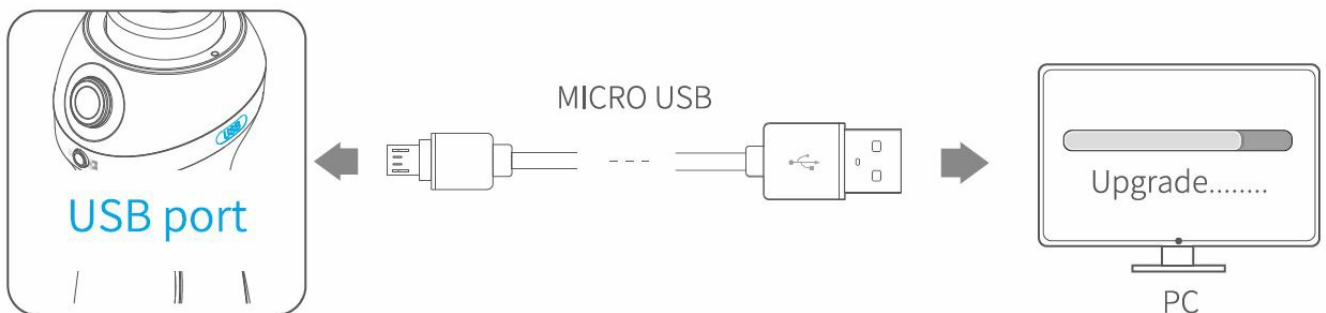 MICRO USB
USB
USB port
Upgrade........
PC